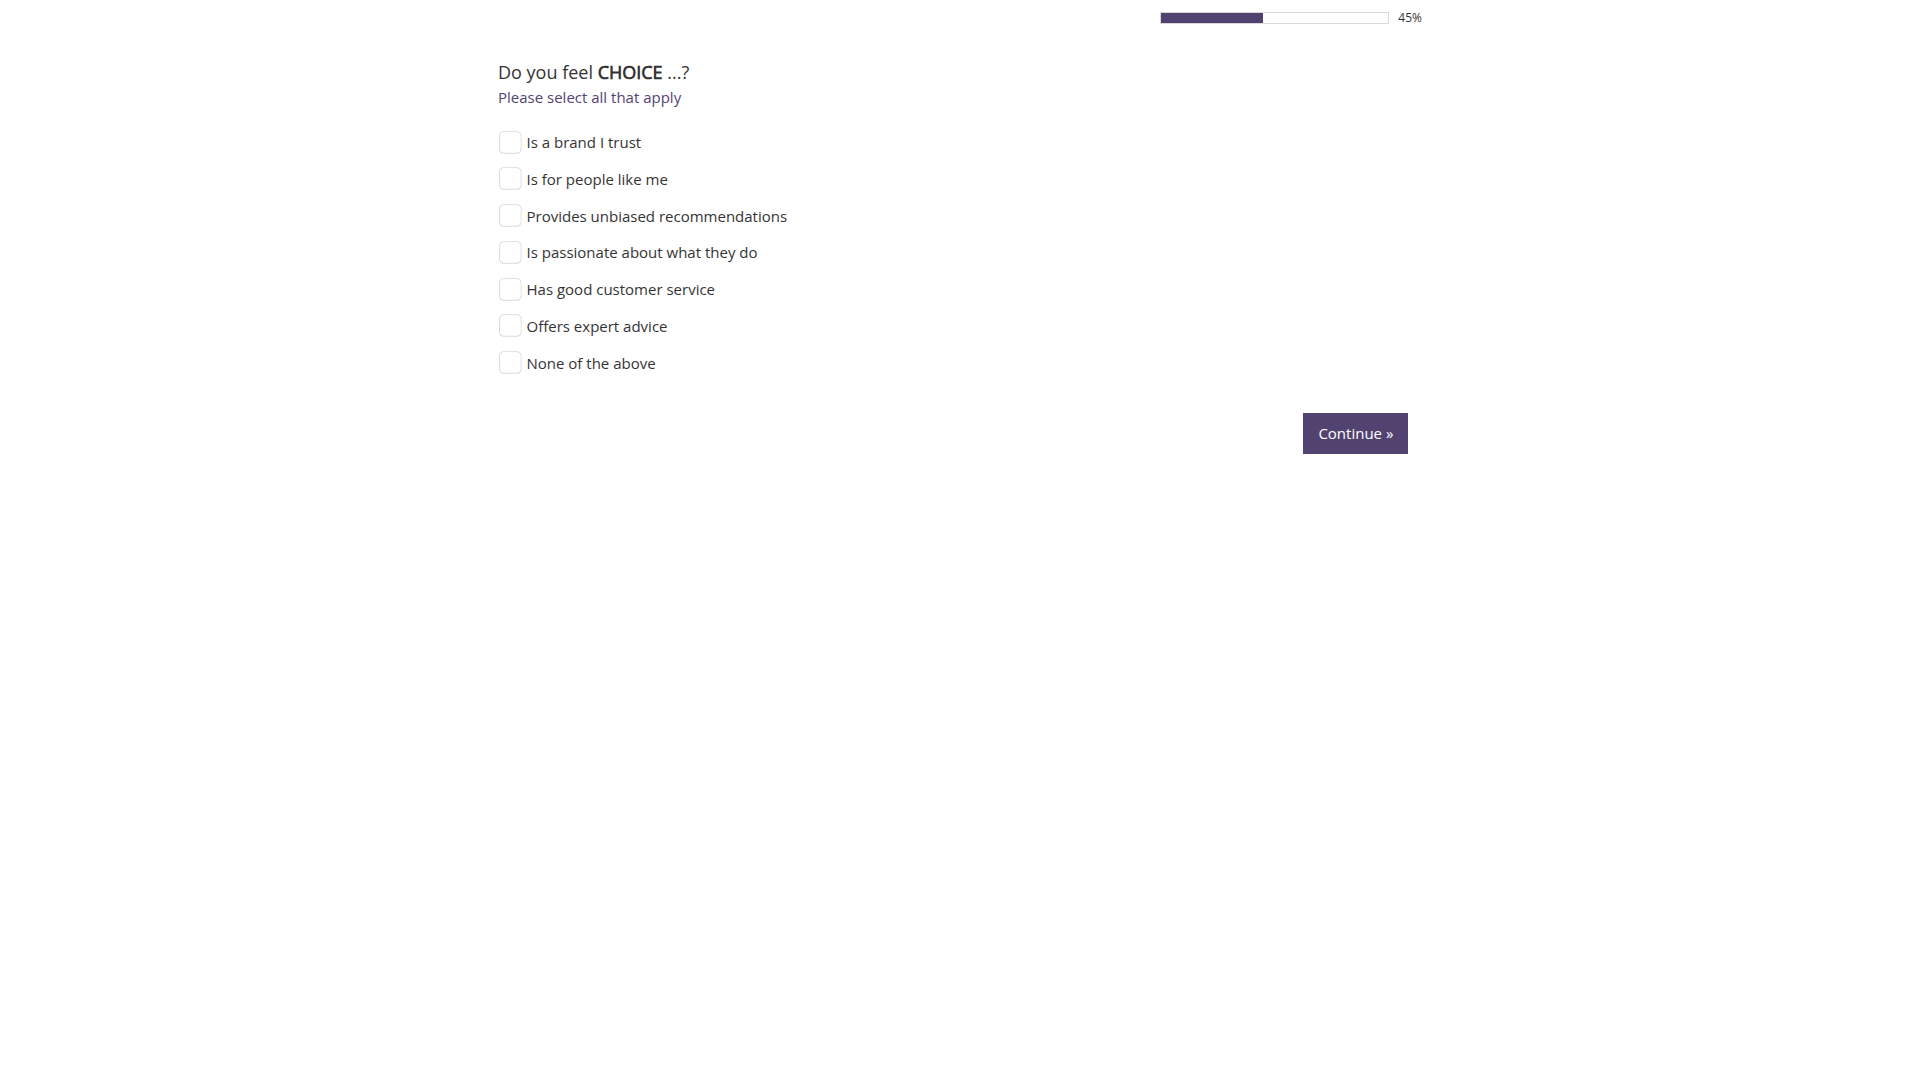 45%
Do you feel CHOICE ...?
Please select all that apply
Is a brand I trust
Is for people like me
Provides unbiased recommendations
Is passionate about what they do
Has good customer service
Offers expert advice
None of the above
Continue »